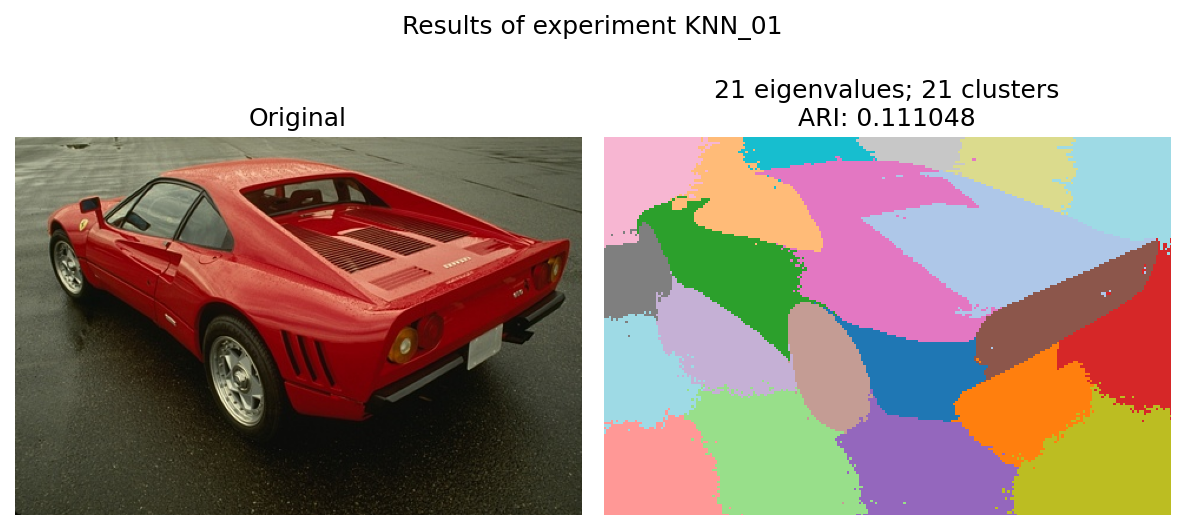 Results of experiment KNN_01
Original
21 eigenvalues; 21 clusters
ARI: 0.111048